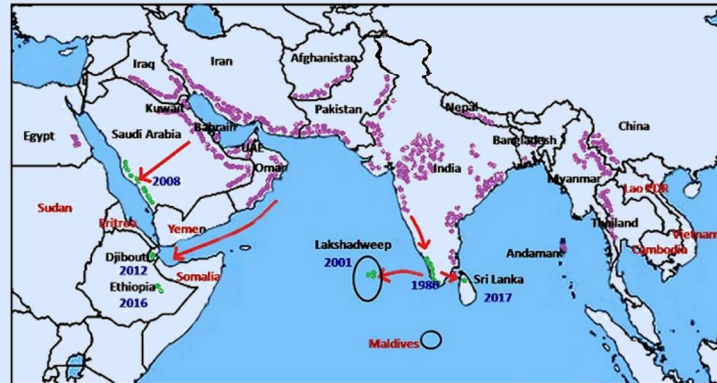 Iraq
Iran
Afghanistan
Kuwait
Pakistan
Nepal
China
Egypt
Saudi Arabia
Bahrain
UAE
Oman
India
Bangladesh
Myanmar
2008
Lao PDR
Sudan
Eritrea
Yemen
Thailand
Vietnam
Cambodia
Djibouti
2012
Somalia
Lakshadweep
2001
Andaman
Ethiopia
2016
Sri Lanka
2017
Maldives